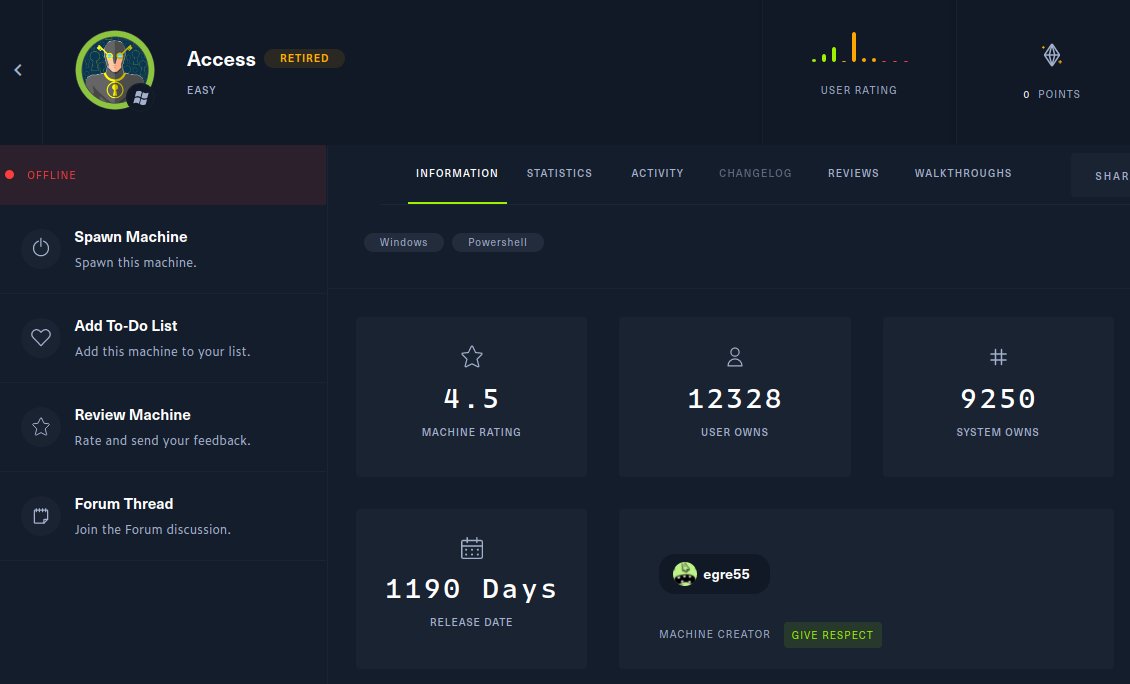 Access RETIRED
EASY
USER RATING
0 POINTS
OFFLINE
INFORMATION STATISTICS ACTIVITY CHANGELOG REVIEWS WALKTHROUGHS SHAR
Spawn Machine
Spawn this machine.
Windows Powershell
Add To-Do List
Add this machine to your list.
4.5 12328 9250
MACHINE RATING USER OWNS SYSTEM OWNS
Review Machine
Rate and send your feedback.
Forum Thread
Join the Forum discussion.
1190 Days
RELEASE DATE
egre55
MACHINE CREATOR GIVE RESPECT